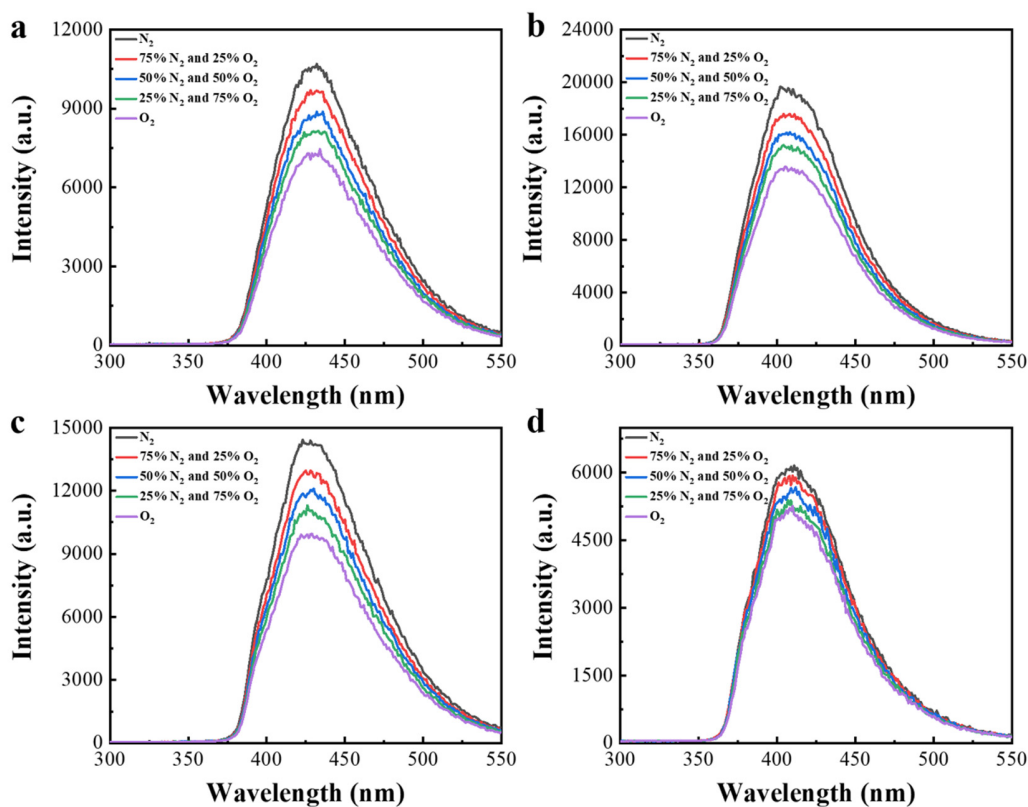 a
N₂
75% N₂ and 25% O₂
50% N₂ and 50% O₂
25% N₂ and 75% O₂
O₂
12000
9000
6000
3000
0
Intensity (a.u.)
300 350 400 450 500 550
Wavelength (nm)
b
N₂
75% N₂ and 25% O₂
50% N₂ and 50% O₂
25% N₂ and 75% O₂
O₂
24000
20000
16000
12000
8000
4000
0
Intensity (a.u.)
300 350 400 450 500 550
Wavelength (nm)
c
N₂
75% N₂ and 25% O₂
50% N₂ and 50% O₂
25% N₂ and 75% O₂
O₂
15000
12000
9000
6000
3000
0
Intensity (a.u.)
300 350 400 450 500 550
Wavelength (nm)
d
N₂
75% N₂ and 25% O₂
50% N₂ and 50% O₂
25% N₂ and 75% O₂
O₂
6000
4500
3000
1500
0
Intensity (a.u.)
300 350 400 450 500 550
Wavelength (nm)